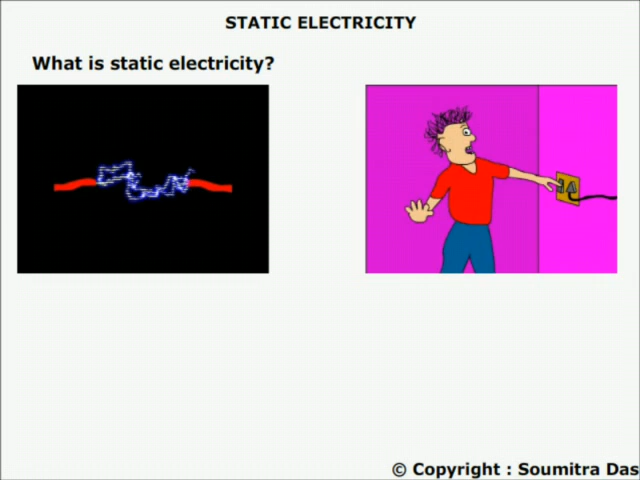 STATIC ELECTRICITY
What is static electricity?
© Copyright : Soumitra Das